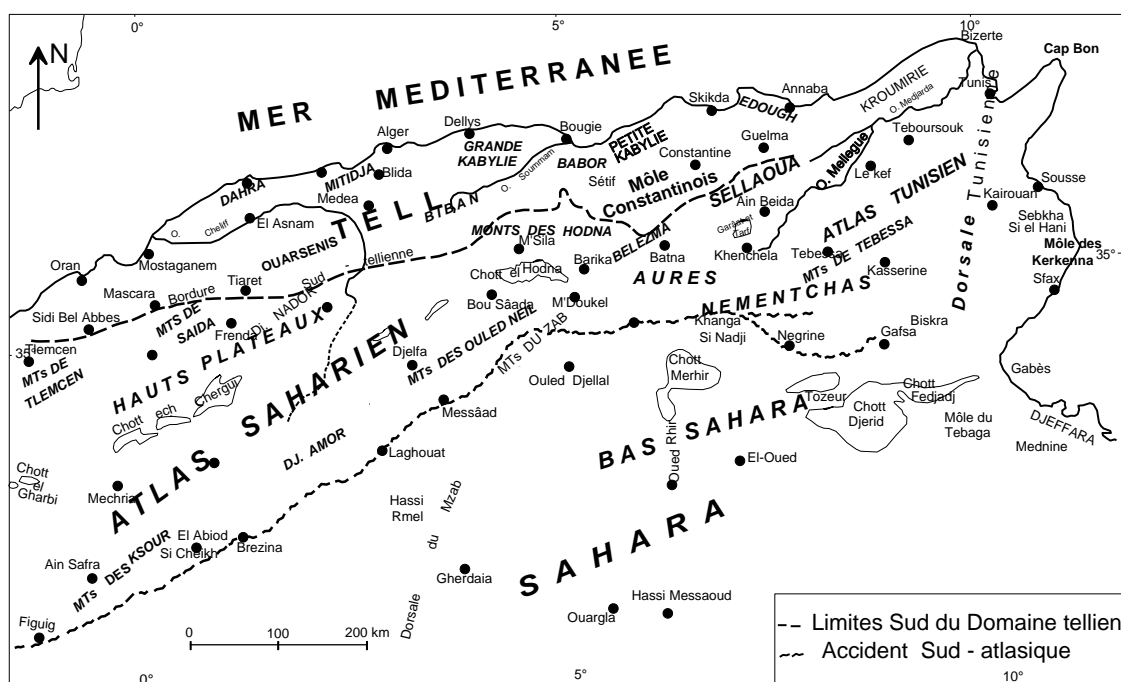 0°
5°
10°
N
MER MEDITERRANEE
Bizerte
Cap Bon
KROUMIRIE
O. Medjarda
Tunis
Annaba
EDOUGH
Skikda
Dellys
Alger
Bougie
PETITE
KABYLIE
GRANDE
KABYLIE
BABOR
Guelma
Teboursouk
Constantine
O. Mellegue
Le kef
MITIDJA
Blida
DAHRA
Medea
O. Soummam
Sétif
Môle
Constantinois
SELLAOUA
ATLAS TUNISIEN
Dorsale Tunisienne
Sousse
Kairouan
Sebkha
Si el Hani
Môle des
Kerkenna
35°
Sfax
TELL
BIBAN
O. Cheliff
El Asnam
OUARSENIS
MONTS DES HODNA
M'Sila
BELEZMA
Batna
Ain Beida
Garaet et
Tarf
Khenchela
Tebessa
MTs DE TEBESSA
Kasserine
Oran
Mostaganem
Mascara
Bordure Sud tellienne
Tiaret
Chott el Hodna
Barika
AURES
Sidi Bel Abbes
MTS DE
SAIDA
Frenda
Dj. NADOR
Bou Sâada
M'Doukel
NEMENTCHAS
35°
Tlemcen
MTs DE
TLEMCEN
HAUTS PLATEAUX
Djelfa
MTs DES OULED NEIL
MTs DU ZAB
Khanga
Si Nadji
Negrine
Gafsa
Biskra
Ouled Djellal
Chott
Merhir
Gabès
Chott ech Chergui
ATLAS SAHARIEN
Messâad
Tozeur
Chott
Fedjadj
Chott
Djerid
Môle du
Tebaga
DJEFFARA
Mednine
DJ. AMOR
Laghouat
BAS SAHARA
Oued Rhir
El-Oued
Chott
el
Gharbi
Mechria
Hassi
Rmel
Dorsale du Mzab
SAHARA
MTs DES KSOUR
El Abiod
Si Cheikh
Brezina
Ain Safra
Gherdaia
Hassi Messaoud
Ouargla
Figuig
0 100 200 km
Limites Sud du Domaine tellien
Accident Sud - atlasique
0°
5°
10°